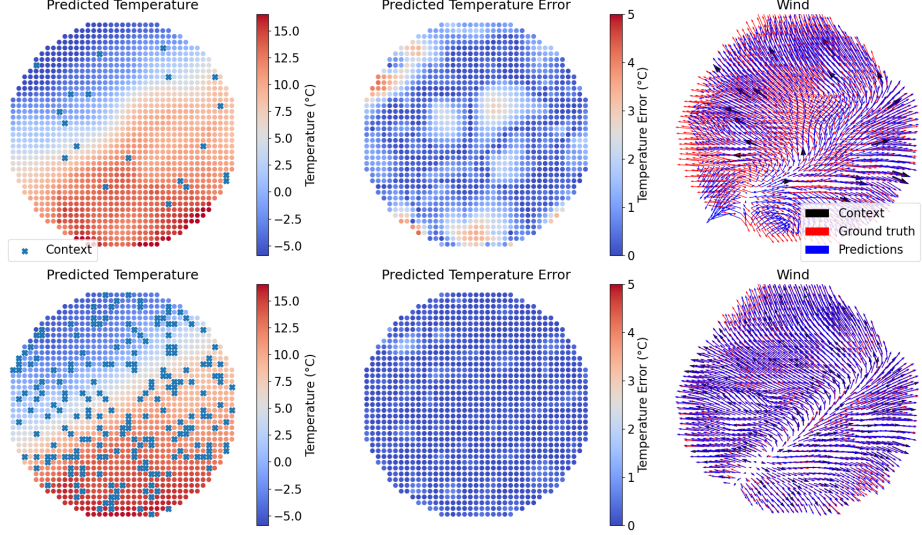 Predicted Temperature
Predicted Temperature Error
Wind
15.0
12.5
10.0
7.5
5.0
2.5
0.0
−2.5
−5.0
Temperature (°C)
5
4
3
2
1
0
Temperature Error (°C)
Context
Context
Ground truth
Predictions
Predicted Temperature
Predicted Temperature Error
Wind
15.0
12.5
10.0
7.5
5.0
2.5
0.0
−2.5
−5.0
Temperature (°C)
5
4
3
2
1
0
Temperature Error (°C)